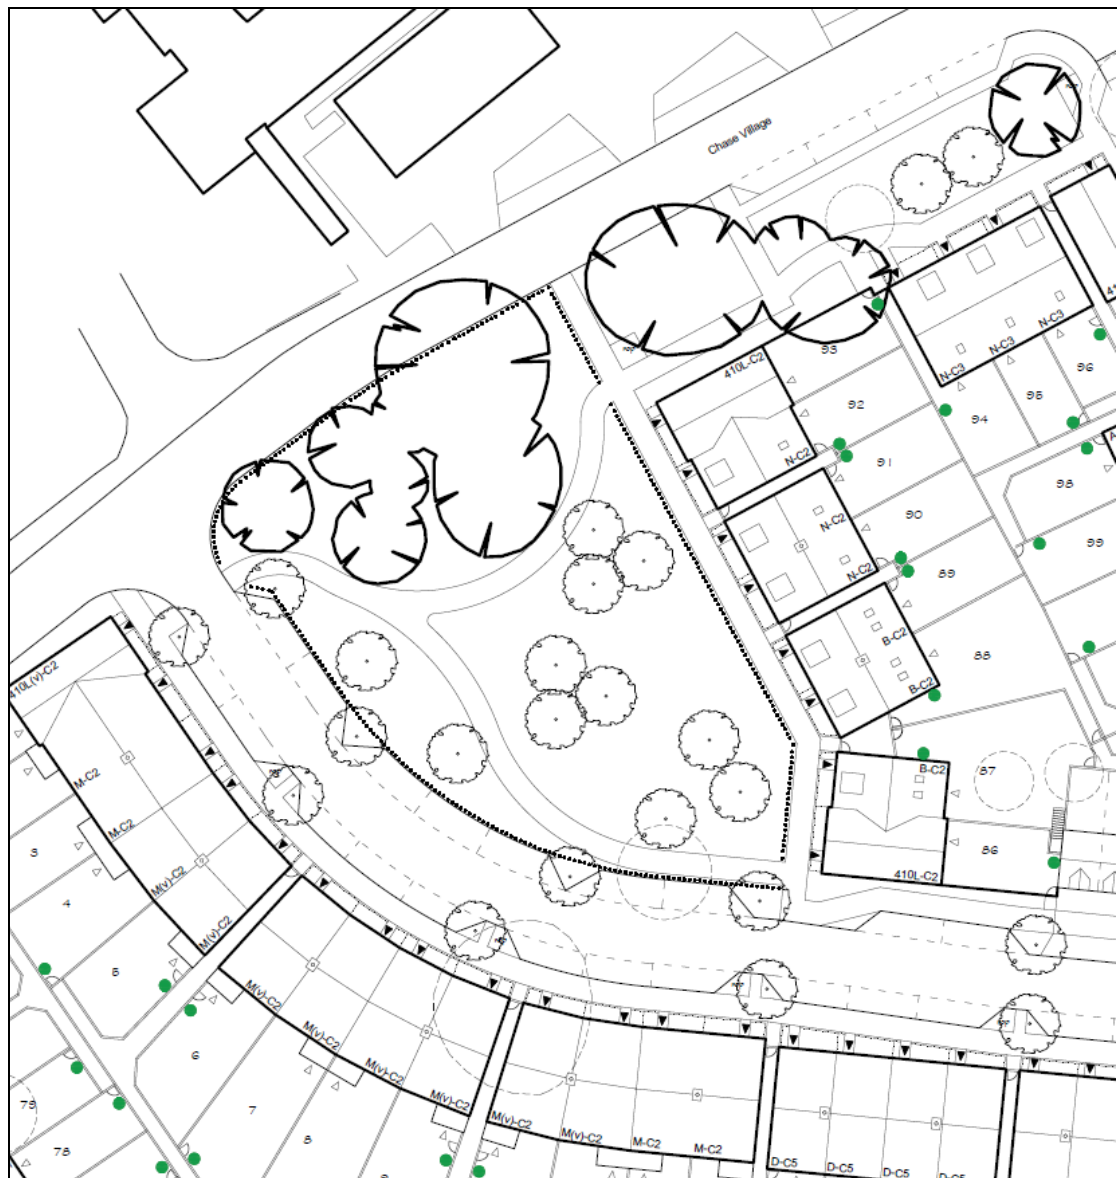 Chase Village
410L-C2
93
N-C3
N-C3
N-C3
96
95
94
92
N-C2
91
98
N-C2
90
99
N-C2
89
B-C2
88
B-C2
410L(v)-C2
87
B-C2
M-C2
86
410L-C2
3
M-C2
4
M(v)-C2
5
M(v)-C2
M(v)-C2
6
M(v)-C2
M(v)-C2
79
7
M(v)-C2
M(v)-C2
78
8
M(v)-C2
M-C2
M-C2
D-C5
D-C5
D-C5